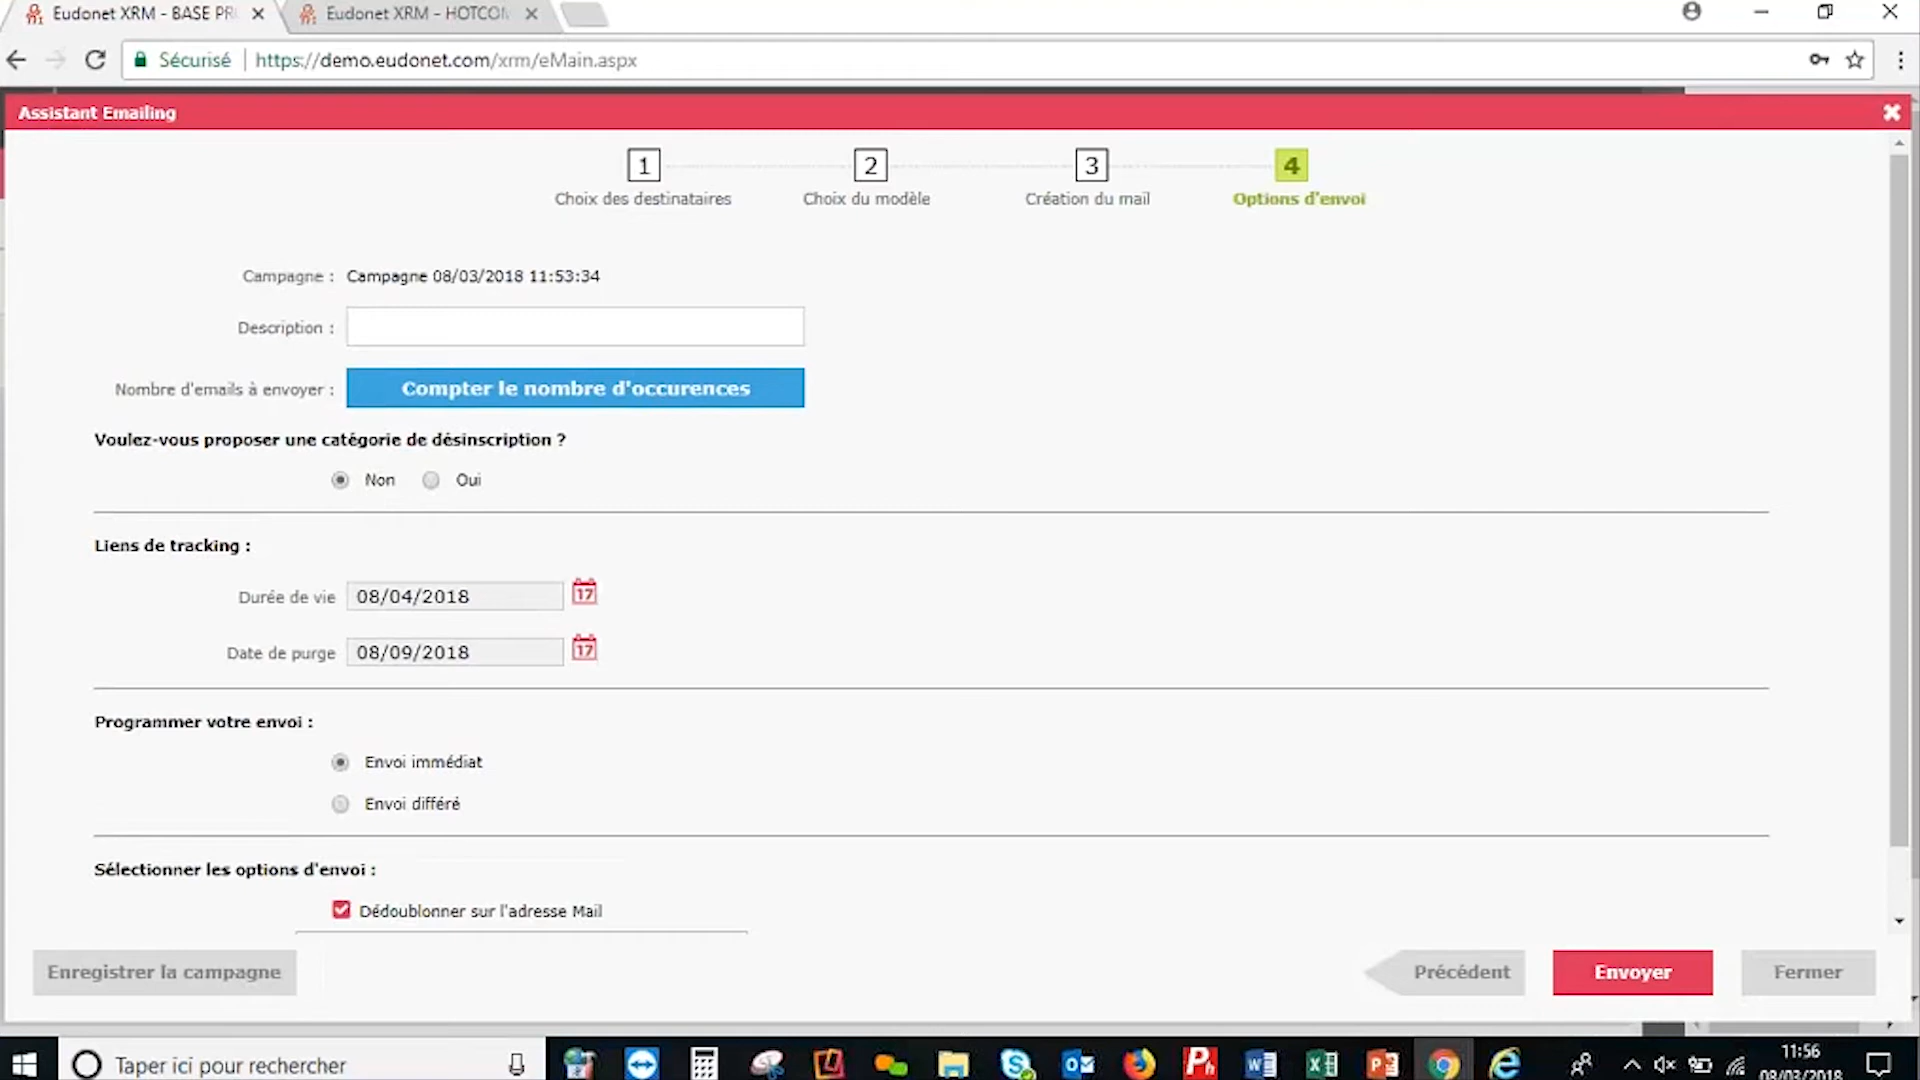 Eudonet XRM - BASE PR
Eudonet XRM - HOTCOM
Sécurisé
https://demo.eudonet.com/xrm/eMain.aspx
Assistant Emailing
1
2
3
4
Choix des destinataires
Choix du modèle
Création du mail
Options d'envoi
Campagne : Campagne 08/03/2018 11:53:34
Description :
Nombre d'emails à envoyer : Compter le nombre d'occurences
Voulez-vous proposer une catégorie de désinscription ?
Non Oui
Liens de tracking :
Durée de vie 08/04/2018 17
Date de purge 08/09/2018 17
Programmer votre envoi :
Envoi immédiat
Envoi différé
Sélectionner les options d'envoi :
Dédoublonner sur l'adresse Mail
Enregistrer la campagne
Précédent
Envoyer
Fermer
Taper ici pour rechercher
11:56
08/03/2018